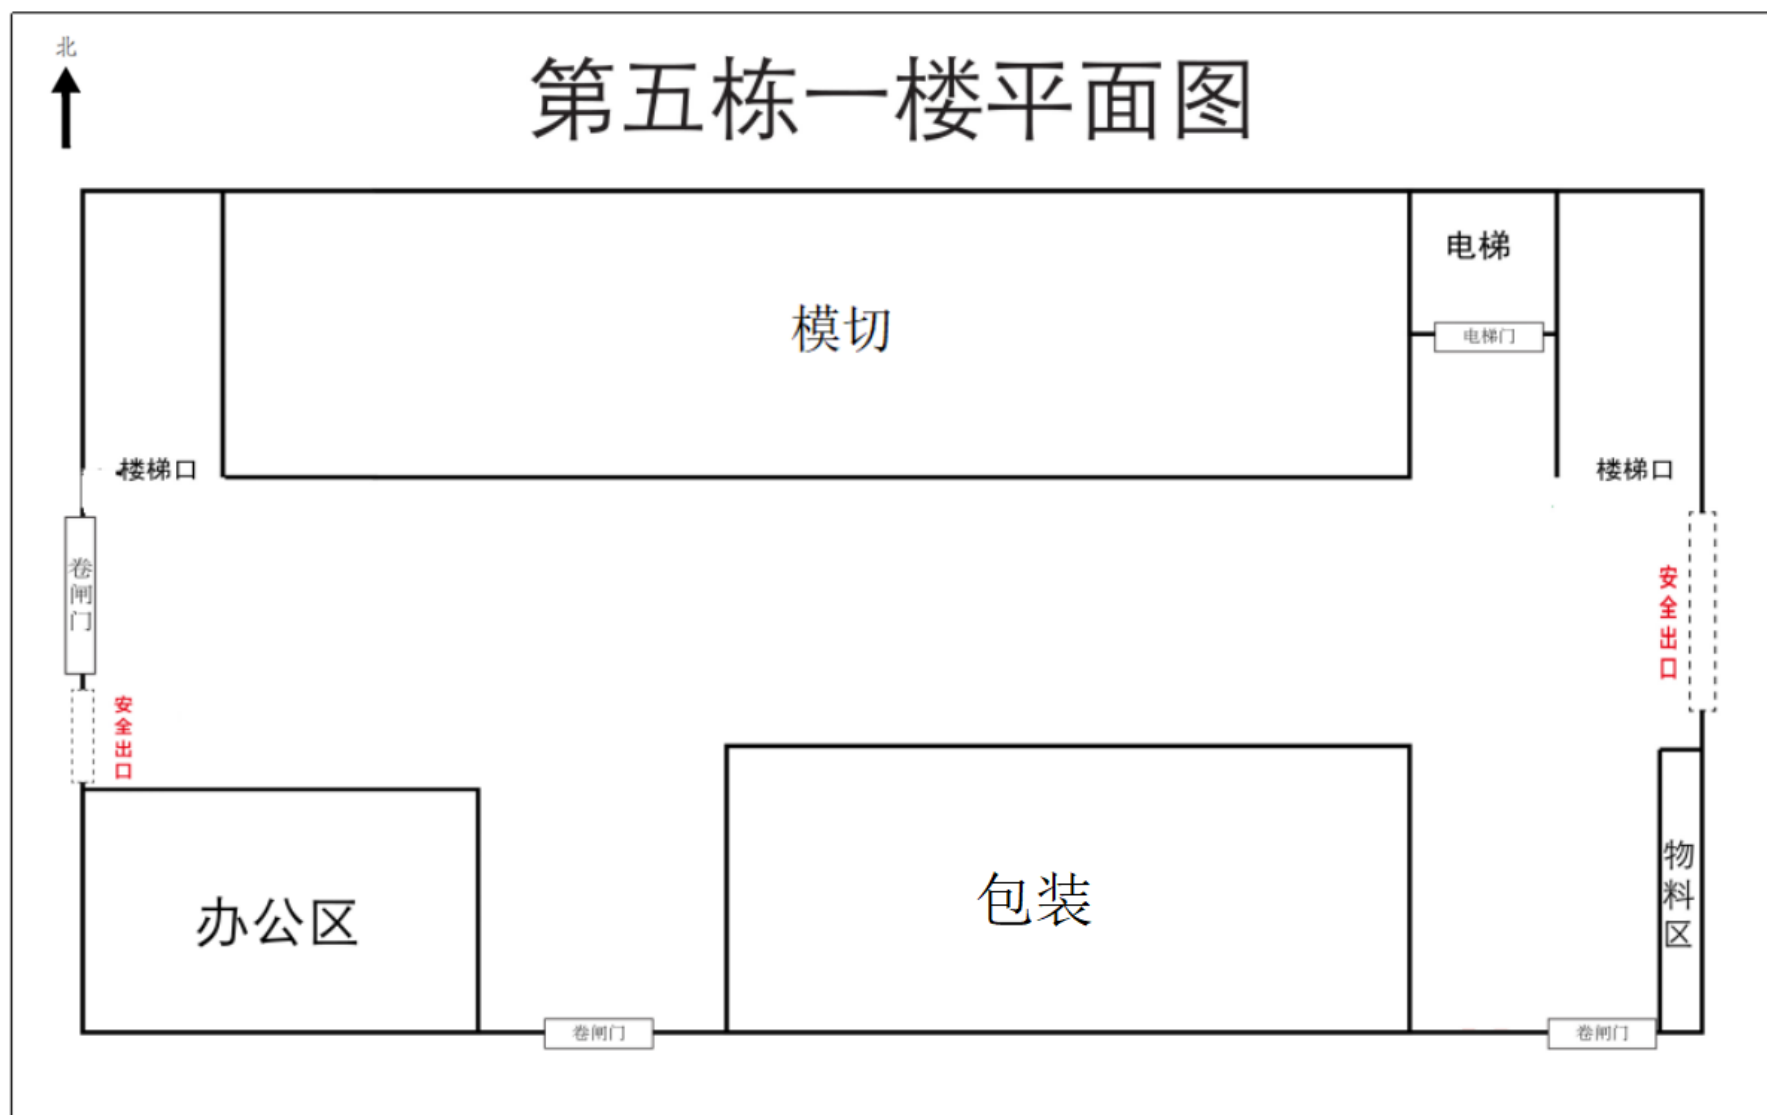 北
第五栋一楼平面图
电梯
模切
电梯门
楼梯口
楼梯口
卷闸门
安全出口
安全出口
物料区
包装
办公区
卷闸门
卷闸门